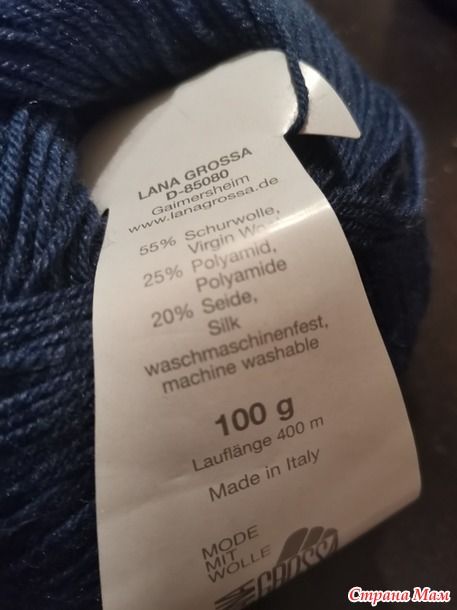 LANA GROSSA
D-85080
Gaimersheim
www.lanagrossa.de
55% Schurwolle,
Virgin
25% Polyamid,
Polyamide
20% Seide,
Silk
waschmaschinenfest,
machine washable
100 g
Lauflänge 400 m
Made in Italy
MODE
MIT
WOLLE
GROSSA
Страна Мам